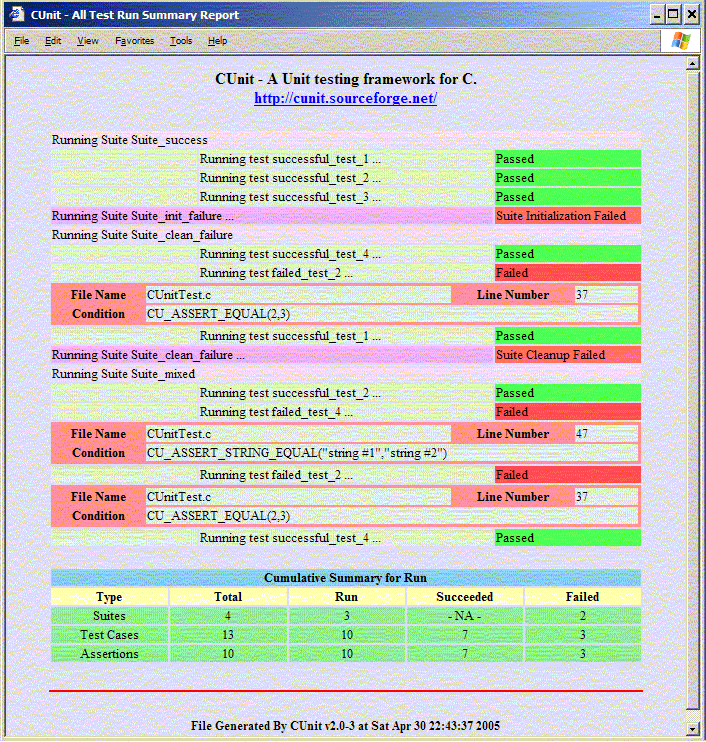 CUnit - All Test Run Summary Report
File Edit View Favorites Tools Help
CUnit - A Unit testing framework for C.
http://cunit.sourceforge.net/
Running Suite Suite_success
Running test successful_test_1 ... Passed
Running test successful_test_2 ... Passed
Running test successful_test_3 ... Passed
Running Suite Suite_init_failure ... Suite Initialization Failed
Running Suite Suite_clean_failure
Running test successful_test_4 ... Passed
Running test failed_test_2 ... Failed
File Name CUnitTest.c Line Number 37
Condition CU_ASSERT_EQUAL(2,3)
Running test successful_test_1 ... Passed
Running Suite Suite_clean_failure ... Suite Cleanup Failed
Running Suite Suite_mixed
Running test successful_test_2 ... Passed
Running test failed_test_4 ... Failed
File Name CUnitTest.c Line Number 47
Condition CU_ASSERT_STRING_EQUAL("string #1","string #2")
Running test failed_test_2 ... Failed
File Name CUnitTest.c Line Number 37
Condition CU_ASSERT_EQUAL(2,3)
Running test successful_test_4 ... Passed
Cumulative Summary for Run
Type Total Run Succeeded Failed
Suites 4 3 - NA - 2
Test Cases 13 10 7 3
Assertions 10 10 7 3
File Generated By CUnit v2.0-3 at Sat Apr 30 22:43:37 2005